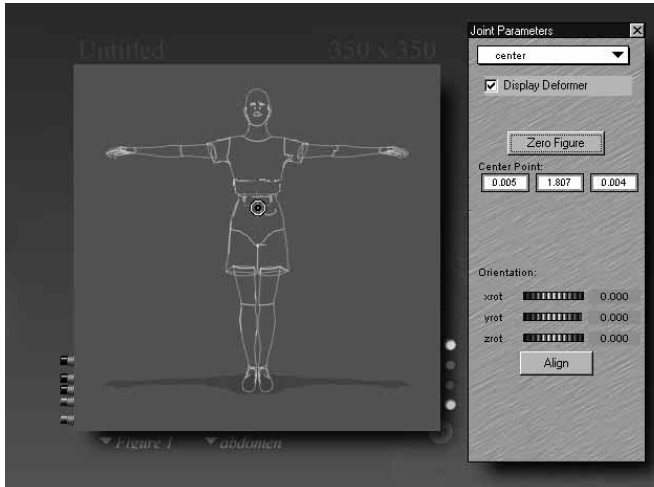 Untitled
350 x 350
Joint Parameters
center
Display Deformer
Zero Figure
Center Point:
0.005 1.807 0.004
Orientation:
xrot 0.000
yrot 0.000
zrot 0.000
Align
Figure 1
abdomen